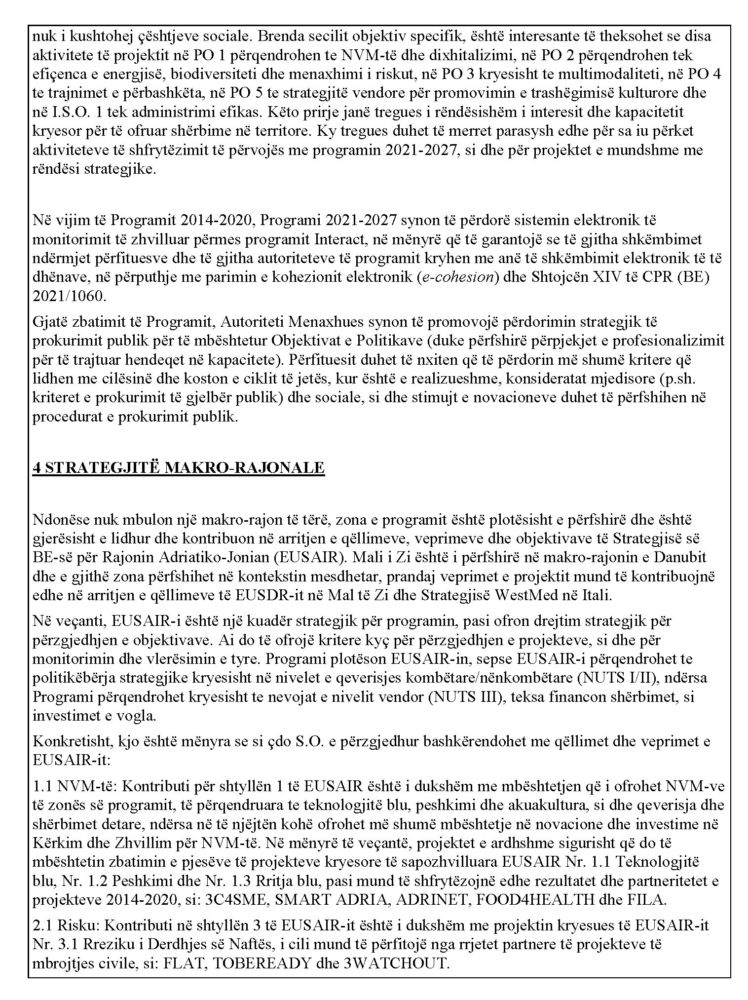 nuk i kushtohej çështjeve sociale. Brenda secilit objektiv specifik, është interesante të theksohet se disa
aktivitete të projektit në PO 1 përqendrohen te NVM-të dhe dixhitalizimi, në PO 2 përqendrohen tek
efiçenca e energjisë, biodiversiteti dhe menaxhimi i riskut, në PO 3 kryesisht te multimodaliteti, në PO 4
te trajnimet e përbashkëta, në PO 5 te strategjitë vendore për promovimin e trashëgimisë kulturore dhe
në I.S.O. 1 tek administrimi efikas. Këto prirje janë tregues i rëndësishëm i interesit dhe kapacitetit
kryesor për të ofruar shërbime në territore. Ky tregues duhet të merret parasysh edhe për sa iu përket
aktiviteteve të shfrytëzimit të përvojës me programin 2021-2027, si dhe për projektet e mundshme me
rëndësi strategjike.
Në vijim të Programit 2014-2020, Programi 2021-2027 synon të përdorë sistemin elektronik të
monitorimit të zhvilluar përmes programit Interact, në mënyrë që të garantojë se të gjitha shkëmbimet
ndërmjet përfituesve dhe të gjitha autoriteteve të programit kryhen me anë të shkëmbimit elektronik të të
dhënave, në përputhje me parimin e kohezionit elektronik (e-cohesion) dhe Shtojcën XIV të CPR (BE)
2021/1060.
Gjatë zbatimit të Programit, Autoriteti Menaxhues synon të promovojë përdorimin strategjik të
prokurimit publik për të mbështetur Objektivat e Politikave (duke përfshirë përpjekjet e profesionalizimit
për të trajtuar hendeqet në kapacitete). Përfituesit duhet të nxiten që të përdorin më shumë kritere që
lidhen me cilësinë dhe koston e ciklit të jetës, kur është e realizueshme, konsideratat mjedisore (p.sh.
kriteret e prokurimit të gjelbër publik) dhe sociale, si dhe stimujt e novacioneve duhet të përfshihen në
procedurat e prokurimit publik.
4 STRATEGJITË MAKRO-RAJONALE
Ndonëse nuk mbulon një makro-rajon të tërë, zona e programit është plotësisht e përfshirë dhe është
gjerësisht e lidhur dhe kontribuon në arritjen e qëllimeve, veprimeve dhe objektivave të Strategjisë së
BE-së për Rajonin Adriatiko-Jonian (EUSAIR). Mali i Zi është i përfshirë në makro-rajonin e Danubit
dhe e gjithë zona përfshihet në kontekstin mesdhetar, prandaj veprimet e projektit mund të kontribuojnë
edhe në arritjen e qëllimeve të EUSDR-it në Mal të Zi dhe Strategjisë WestMed në Itali.
Në veçanti, EUSAIR-i është një kuadër strategjik për programin, pasi ofron drejtim strategjik për
përzgjedhjen e objektivave. Ai do të ofrojë kritere kyç për përzgjedhjen e projekteve, si dhe për
monitorimin dhe vlerësimin e tyre. Programi plotëson EUSAIR-in, sepse EUSAIR-i përqendrohet te
politikëbërja strategjike kryesisht në nivelet e qeverisjes kombëtare/nënkombëtare (NUTS I/II), ndërsa
Programi përqendrohet kryesisht te nevojat e nivelit vendor (NUTS III), teksa financon shërbimet, si
investimet e vogla.
Konkretisht, kjo është mënyra se si çdo S.O. e përzgjedhur bashkërendohet me qëllimet dhe veprimet e
EUSAIR-it:
1.1 NVM-të: Kontributi për shtyllën 1 të EUSAIR është i dukshëm me mbështetjen që i ofrohet NVM-ve
të zonës së programit, të përqendruara te teknologjitë blu, peshkimi dhe akuakultura, si dhe qeverisja dhe
shërbimet detare, ndërsa në të njëjtën kohë ofrohet më shumë mbështetje në novacione dhe investime në
Kërkim dhe Zhvillim për NVM-të. Në mënyrë të veçantë, projektet e ardhshme sigurisht që do të
mbështetin zbatimin e pjesëve të projekteve kryesore të sapozhvilluara EUSAIR Nr. 1.1 Teknologjitë
blu, Nr. 1.2 Peshkimi dhe Nr. 1.3 Rritja blu, pasi mund të shfrytëzojnë edhe rezultatet dhe partneritetet e
projekteve 2014-2020, si: 3C4SME, SMART ADRIA, ADRINET, FOOD4HEALTH dhe FILA.
2.1 Risku: Kontributi në shtyllën 3 të EUSAIR-it është i dukshëm me projektin kryesues të EUSAIR-it
Nr. 3.1 Rreziku i Derdhjes së Naftës, i cili mund të përfitojë nga rrjetet partnere të projekteve të
mbrojtjes civile, si: FLAT, TOBEREADY dhe 3WATCHOUT.